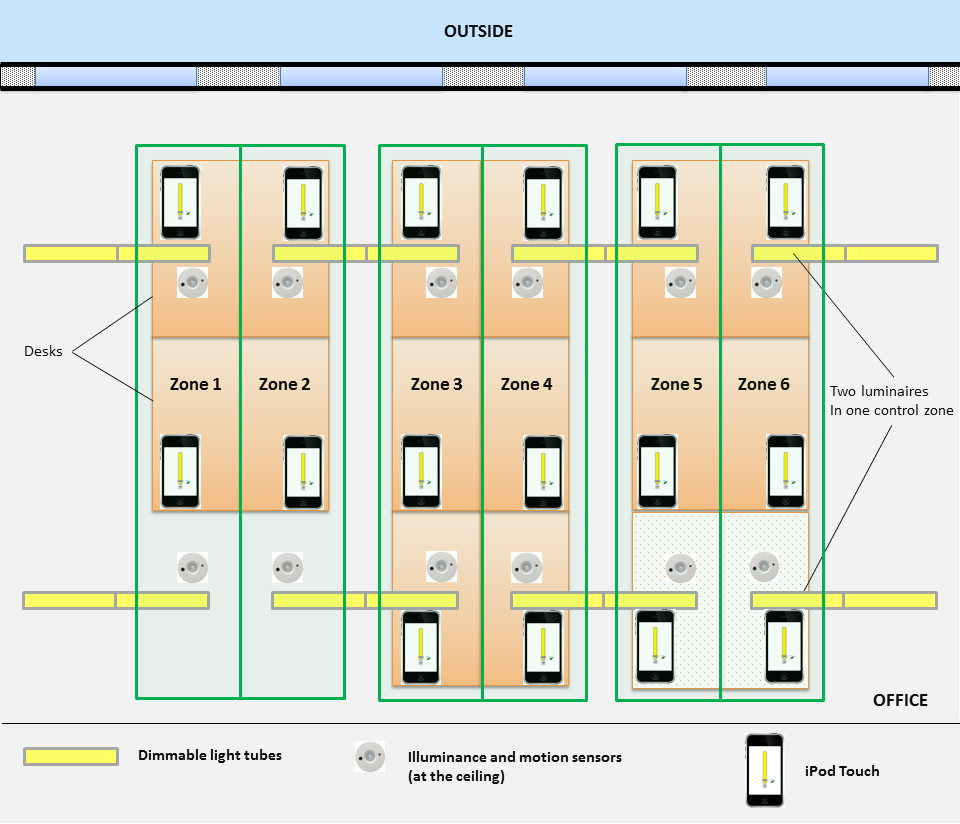 OUTSIDE
Desks
Zone 1
Zone 2
Zone 3
Zone 4
Zone 5
Zone 6
Two luminaires
In one control zone
OFFICE
Dimmable light tubes
Illuminance and motion sensors
(at the ceiling)
iPod Touch